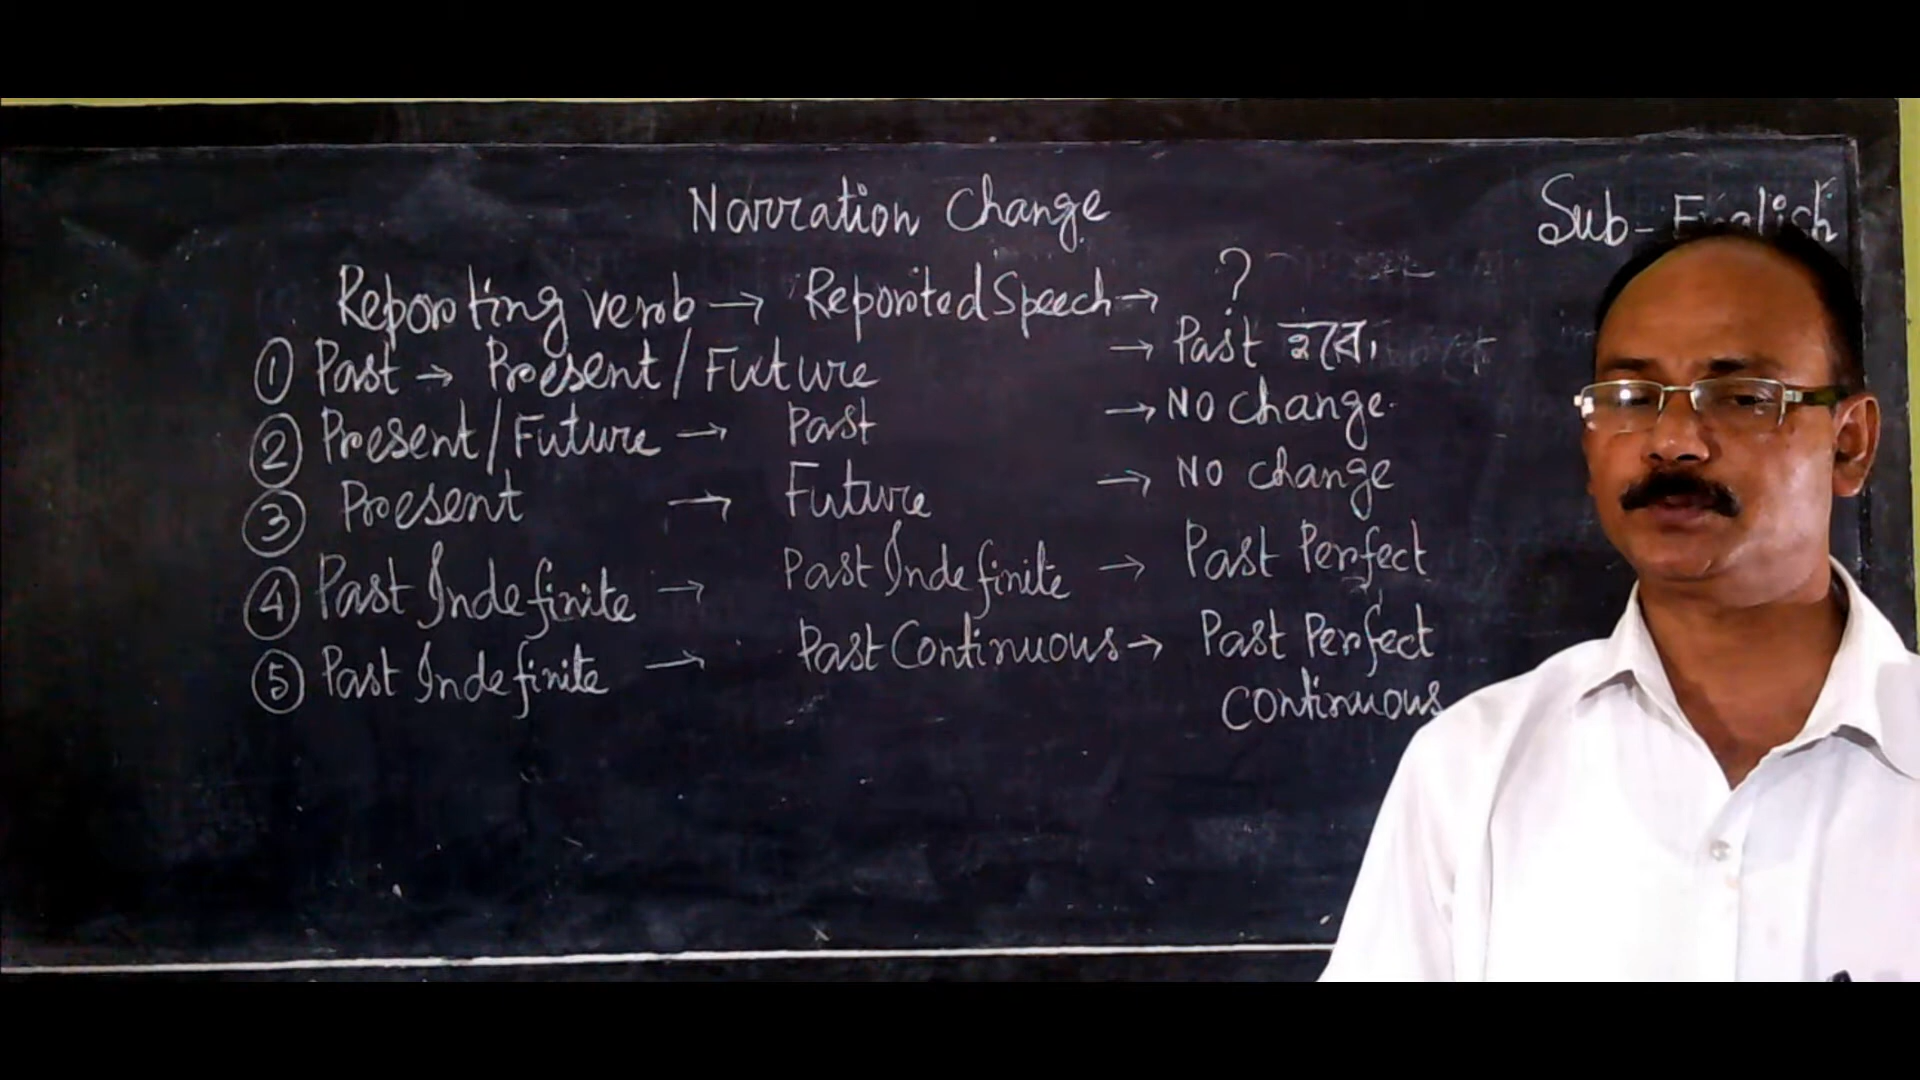 Narration Change
Sub- English
Reporting verb → Reported Speech → ?
① Past → Present/Future → Past হবে।
② Present/Future → Past → No change.
③ Present → Future → No change
④ Past Indefinite → Past Indefinite → Past Perfect
⑤ Past Indefinite → Past Continuous → Past Perfect
Continuous